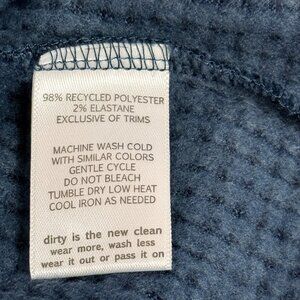 98% RECYCLED POLYESTER
2% ELASTANE
EXCLUSIVE OF TRIMS
MACHINE WASH COLD
WITH SIMILAR COLORS
GENTLE CYCLE
DO NOT BLEACH
TUMBLE DRY LOW HEAT
COOL IRON AS NEEDED
dirty is the new clean
wear more, wash less
wear it out or pass it on